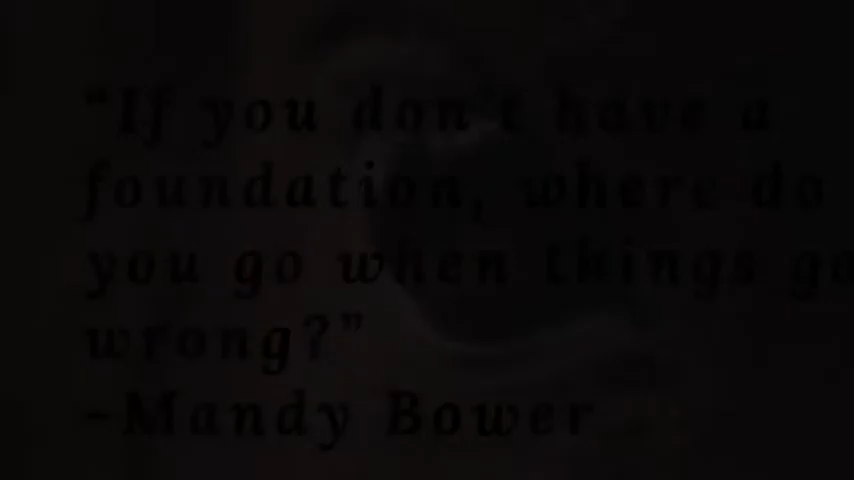 “If you don't have a
foundation, where do
you go when things go
wrong?”
~Mandy Bower